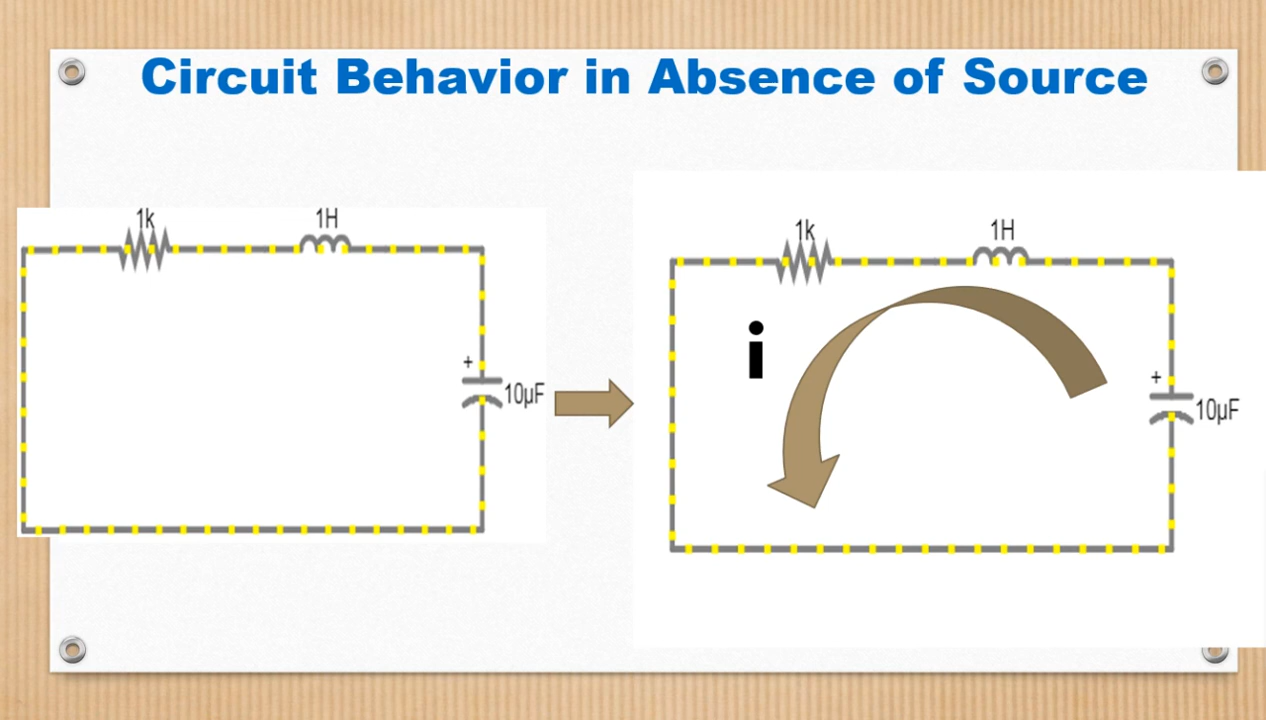 Circuit Behavior in Absence of Source
1k
1H
+
10µF
1k
1H
i
+
10µF